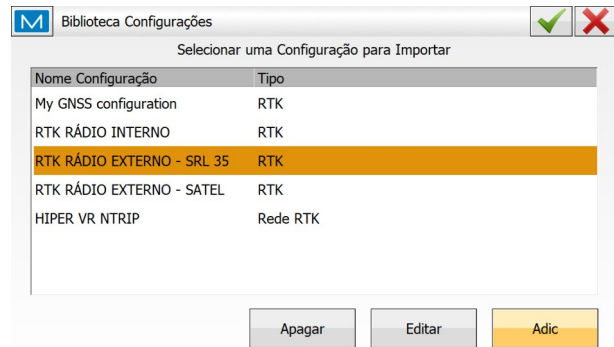 Biblioteca Configurações
Selecionar uma Configuração para Importar
Nome Configuração Tipo
My GNSS configuration RTK
RTK RÁDIO INTERNO RTK
RTK RÁDIO EXTERNO - SRL 35 RTK
RTK RÁDIO EXTERNO - SATEL RTK
HIPER VR NTRIP Rede RTK
Apagar Editar Adic